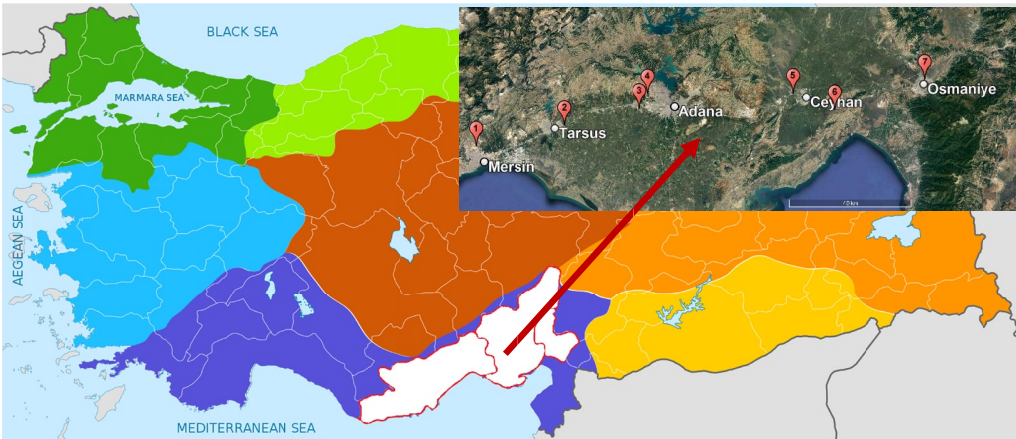 BLACK SEA
MARMARA SEA
AEGEAN SEA
MEDITERRANEAN SEA
1
Mersin
2
Tarsus
3
4
Adana
5
Ceyhan
6
7
Osmaniye